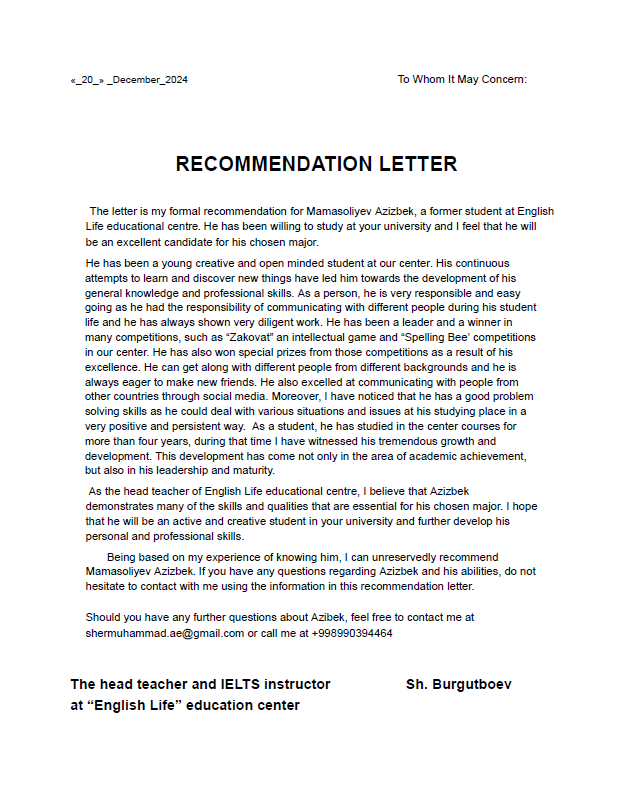 «_20_» _December_2024 To Whom It May Concern:
RECOMMENDATION LETTER
The letter is my formal recommendation for Mamasoliyev Azizbek, a former student at English
Life educational centre. He has been willing to study at your university and I feel that he will
be an excellent candidate for his chosen major.
He has been a young creative and open minded student at our center. His continuous
attempts to learn and discover new things have led him towards the development of his
general knowledge and professional skills. As a person, he is very responsible and easy
going as he had the responsibility of communicating with different people during his student
life and he has always shown very diligent work. He has been a leader and a winner in
many competitions, such as “Zakovat” an intellectual game and “Spelling Bee’ competitions
in our center. He has also won special prizes from those competitions as a result of his
excellence. He can get along with different people from different backgrounds and he is
always eager to make new friends. He also excelled at communicating with people from
other countries through social media. Moreover, I have noticed that he has a good problem
solving skills as he could deal with various situations and issues at his studying place in a
very positive and persistent way.  As a student, he has studied in the center courses for
more than four years, during that time I have witnessed his tremendous growth and
development. This development has come not only in the area of academic achievement,
but also in his leadership and maturity.
As the head teacher of English Life educational centre, I believe that Azizbek
demonstrates many of the skills and qualities that are essential for his chosen major. I hope
that he will be an active and creative student in your university and further develop his
personal and professional skills.
Being based on my experience of knowing him, I can unreservedly recommend
Mamasoliyev Azizbek. If you have any questions regarding Azizbek and his abilities, do not
hesitate to contact with me using the information in this recommendation letter.
Should you have any further questions about Azibek, feel free to contact me at
shermuhammad.ae@gmail.com or call me at +998990394464
The head teacher and IELTS instructor Sh. Burgutboev
at “English Life” education center